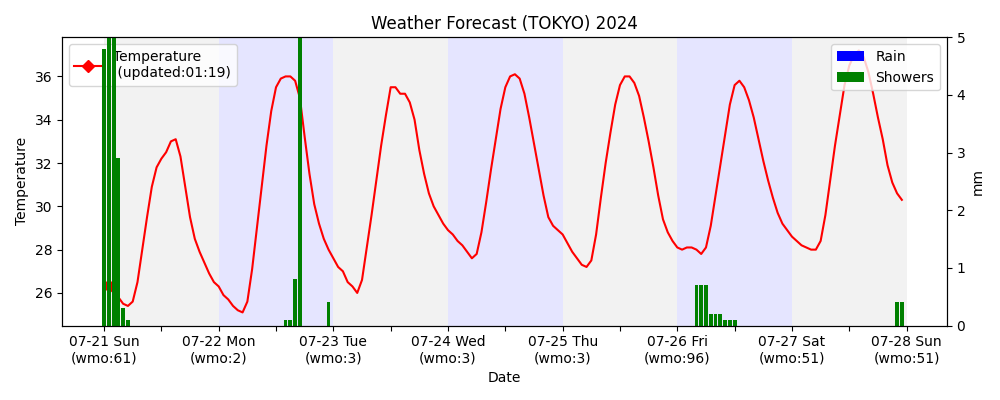 Weather Forecast (TOKYO) 2024
Temperature
(updated:01:19)
Rain
Showers
Temperature
36
34
32
30
28
26
5
4
3
2
1
0
mm
07-21 Sun
(wmo:61)
07-22 Mon
(wmo:2)
07-23 Tue
(wmo:3)
07-24 Wed
(wmo:3)
07-25 Thu
(wmo:3)
07-26 Fri
(wmo:96)
07-27 Sat
(wmo:51)
07-28 Sun
(wmo:51)
Date